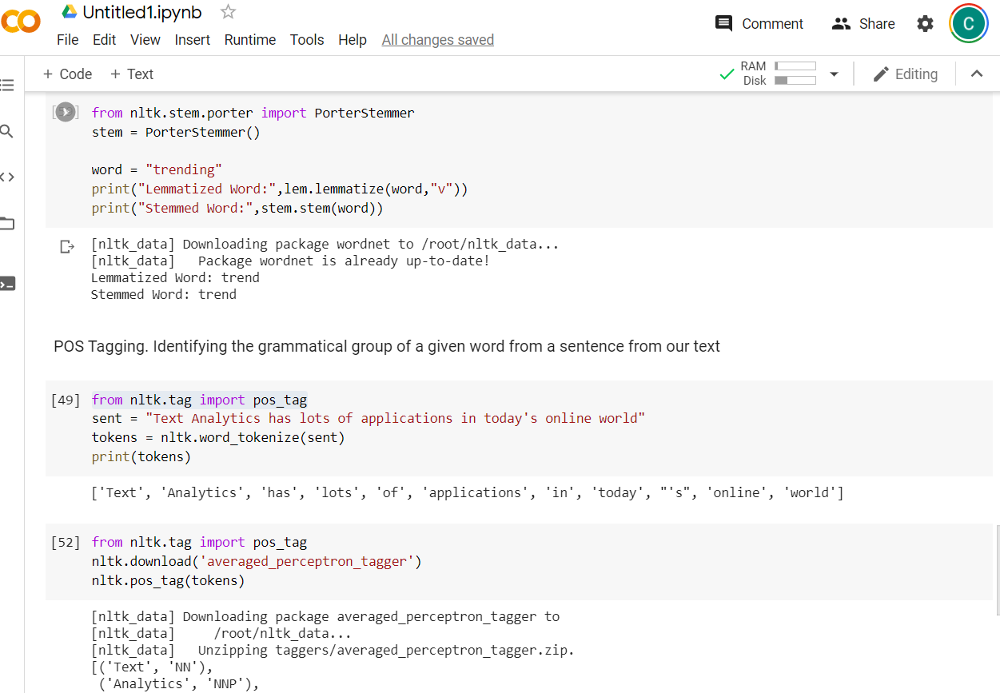 Untitled1.ipynb
File Edit View Insert Runtime Tools Help All changes saved
Comment
Share
C
+ Code + Text
RAM
Disk
Editing
from nltk.stem.porter import PorterStemmer
stem = PorterStemmer()
word = "trending"
print("Lemmatized Word:",lem.lemmatize(word,"v"))
print("Stemmed Word:",stem.stem(word))
[nltk_data] Downloading package wordnet to /root/nltk_data...
[nltk_data]   Package wordnet is already up-to-date!
Lemmatized Word: trend
Stemmed Word: trend
POS Tagging. Identifying the grammatical group of a given word from a sentence from our text
[49] from nltk.tag import pos_tag
sent = "Text Analytics has lots of applications in today's online world"
tokens = nltk.word_tokenize(sent)
print(tokens)
['Text', 'Analytics', 'has', 'lots', 'of', 'applications', 'in', 'today', "'s", 'online', 'world']
[52] from nltk.tag import pos_tag
nltk.download('averaged_perceptron_tagger')
nltk.pos_tag(tokens)
[nltk_data] Downloading package averaged_perceptron_tagger to
[nltk_data]     /root/nltk_data...
[nltk_data]   Unzipping taggers/averaged_perceptron_tagger.zip.
[('Text', 'NN'),
('Analytics', 'NNP'),